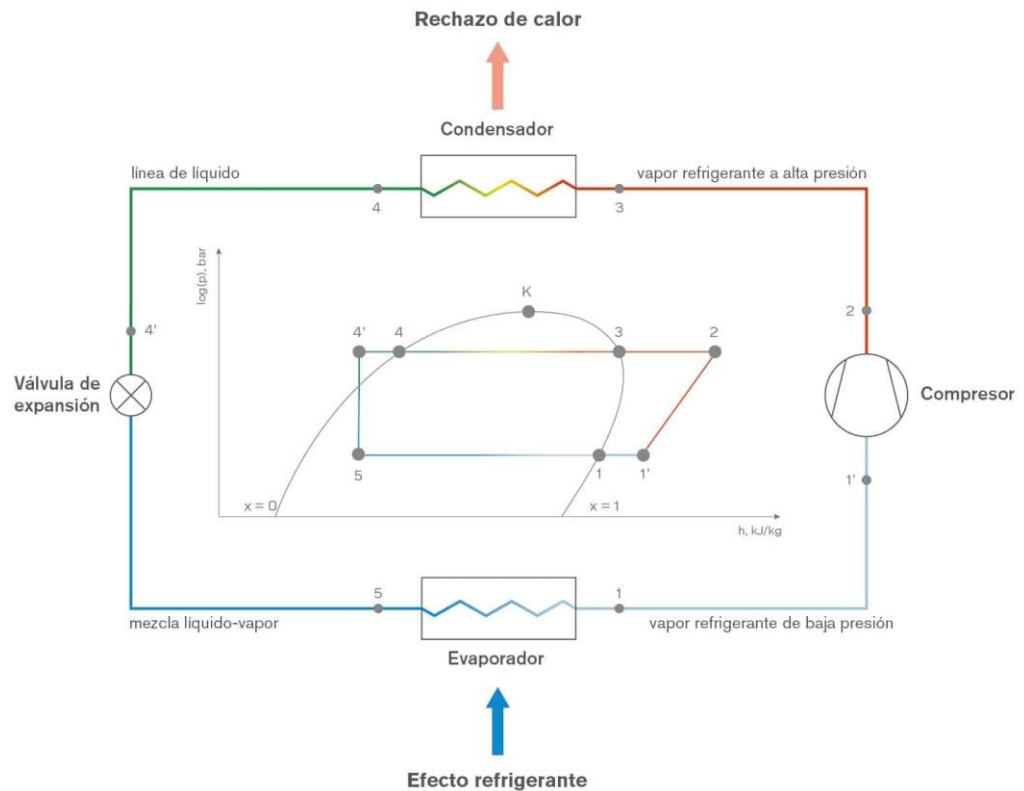 Rechazo de calor
Condensador
línea de líquido
vapor refrigerante a alta presión
4
3
log(p), bar
K
2
4'
4'
4
3
2
Válvula de
expansión
Compresor
5
1
1'
1'
x = 0
x = 1
h, kJ/kg
5
1
mezcla líquido-vapor
vapor refrigerante de baja presión
Evaporador
Efecto refrigerante